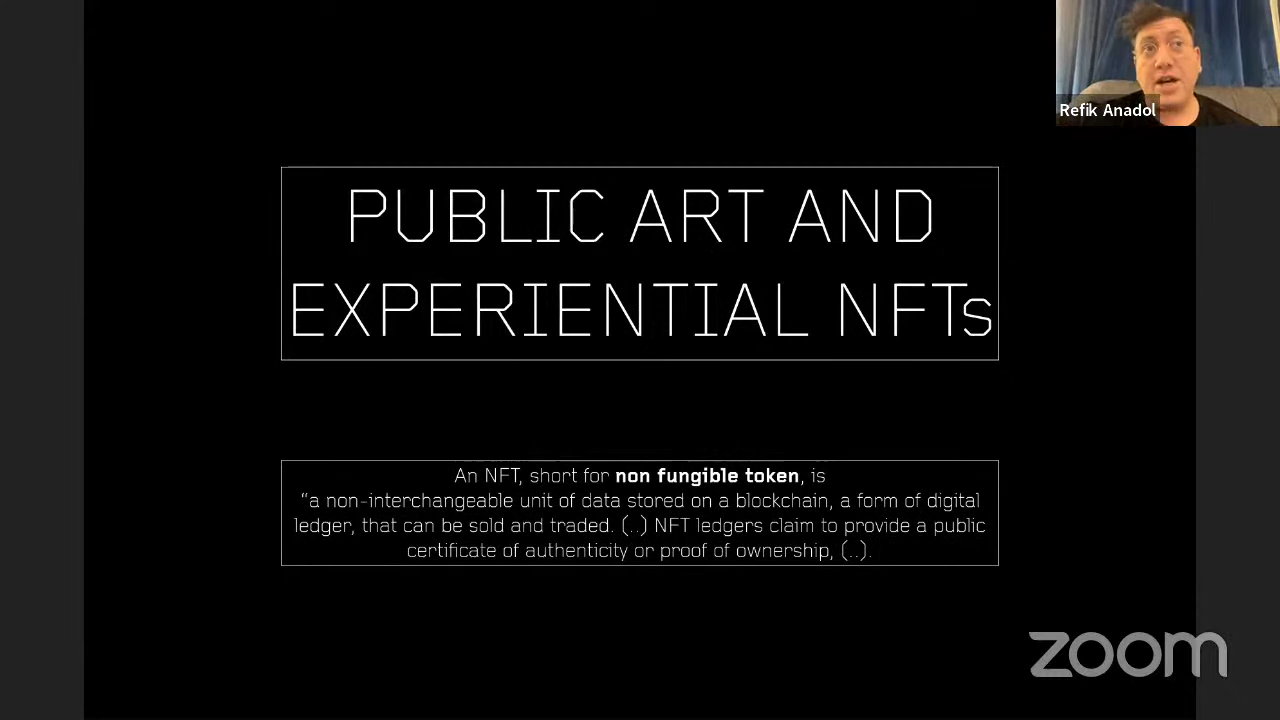 Refik Anadol
PUBLIC ART AND
EXPERIENTIAL NFTs
An NFT, short for non fungible token, is
“a non-interchangeable unit of data stored on a blockchain, a form of digital
ledger, that can be sold and traded. (..) NFT ledgers claim to provide a public
certificate of authenticity or proof of ownership, (..).
zoom